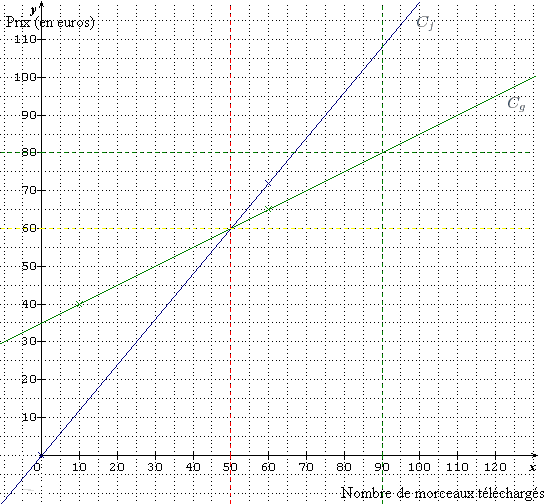 y
Prix (en euros)
C_f
110
100
C_g
90
80
70
60
50
40
30
20
10
0 10 20 30 40 50 60 70 80 90 100 110 120 x
Nombre de morceaux téléchargés